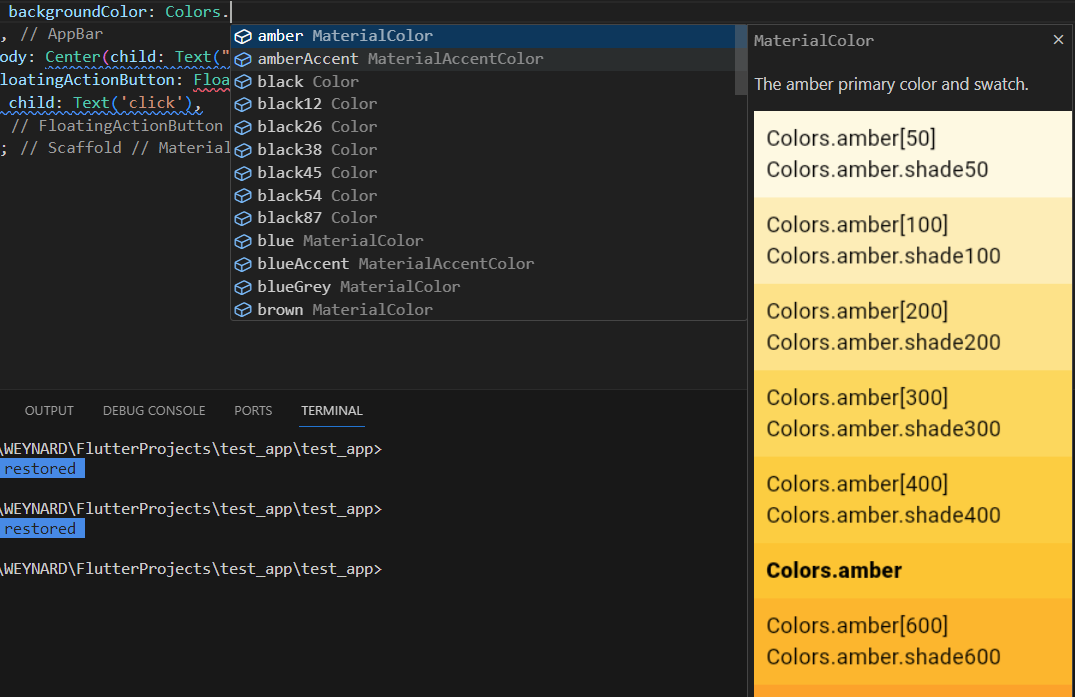 backgroundColor: Colors.
, // AppBar
ody: Center(child: Text("
loatingActionButton: Floa
child: Text('click'),
// FloatingActionButton
; // Scaffold // Material
amber MaterialColor
amberAccent MaterialAccentColor
black Color
black12 Color
black26 Color
black38 Color
black45 Color
black54 Color
black87 Color
blue MaterialColor
blueAccent MaterialAccentColor
blueGrey MaterialColor
brown MaterialColor
MaterialColor
The amber primary color and swatch.
Colors.amber[50]
Colors.amber.shade50
Colors.amber[100]
Colors.amber.shade100
Colors.amber[200]
Colors.amber.shade200
Colors.amber[300]
Colors.amber.shade300
Colors.amber[400]
Colors.amber.shade400
Colors.amber
Colors.amber[600]
Colors.amber.shade600
OUTPUT DEBUG CONSOLE PORTS TERMINAL
\WEYNARD\FlutterProjects\test_app\test_app>
restored
\WEYNARD\FlutterProjects\test_app\test_app>
restored
\WEYNARD\FlutterProjects\test_app\test_app>